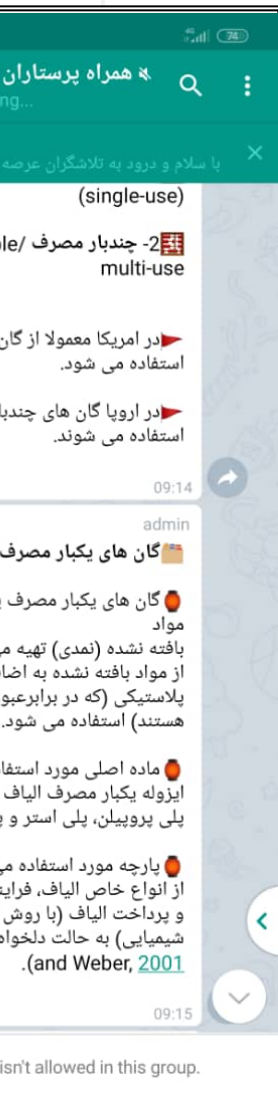 74
همراه پرستاران
ng...
با سلام و درود به تلاشگران عرصه
(single-use)
2- چندبار مصرف /le
multi-use
در امریکا معمولا از گان
استفاده می شود.
در اروپا گان های چندبا
استفاده می شوند.
09:14
admin
گان های یکبار مصرف
گان های یکبار مصرف
مواد
بافته نشده (نمدی) تهیه م
از مواد بافته نشده به اضا
پلاستیکی (که در برابرعبو
هستند) استفاده می شود.
ماده اصلی مورد استفا
ایزوله یکبار مصرف الیاف
پلی پروپیلن، پلی استر و پ
پارچه مورد استفاده م
از انواع خاص الیاف، فراین
و پرداخت الیاف (با روش
شیمیایی) به حالت دلخواه
(and Weber, 2001).
09:15
isn't allowed in this group.